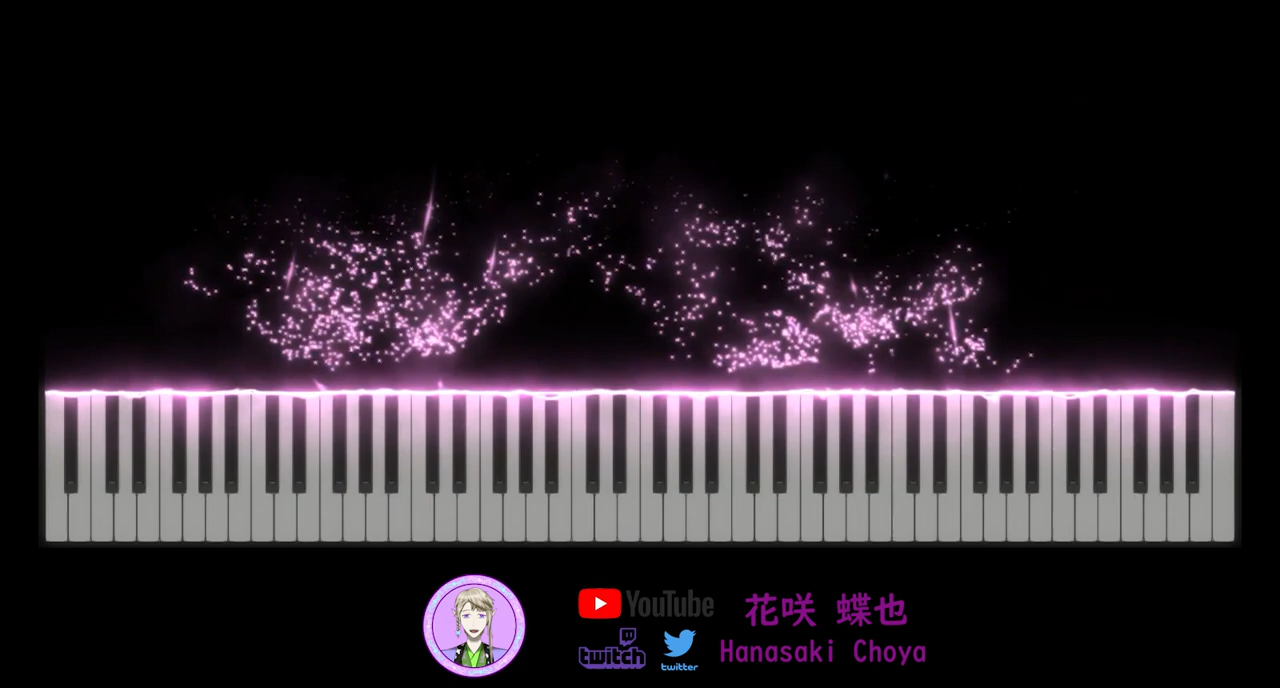 YouTube
花咲 蝶也
twitch
twitter
Hanasaki Choya